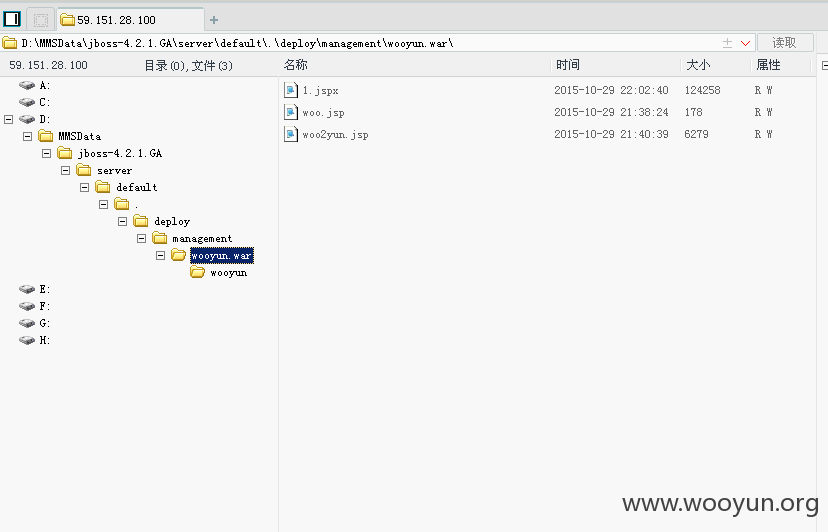 59.151.28.100
D:\MMSData\jboss-4.2.1.GA\server\default\.\deploy\management\wooyun.war\
读取
59.151.28.100 目录(0),文件(3) 名称 时间 大小 属性
A:
C:
D:
MMSData
jboss-4.2.1.GA
server
default
.
deploy
management
wooyun.war
wooyun
E:
F:
G:
H:
1.jspx 2015-10-29 22:02:40 124258 R W
woo.jsp 2015-10-29 21:38:24 178 R W
woo2yun.jsp 2015-10-29 21:40:39 6279 R W
www.wooyun.org